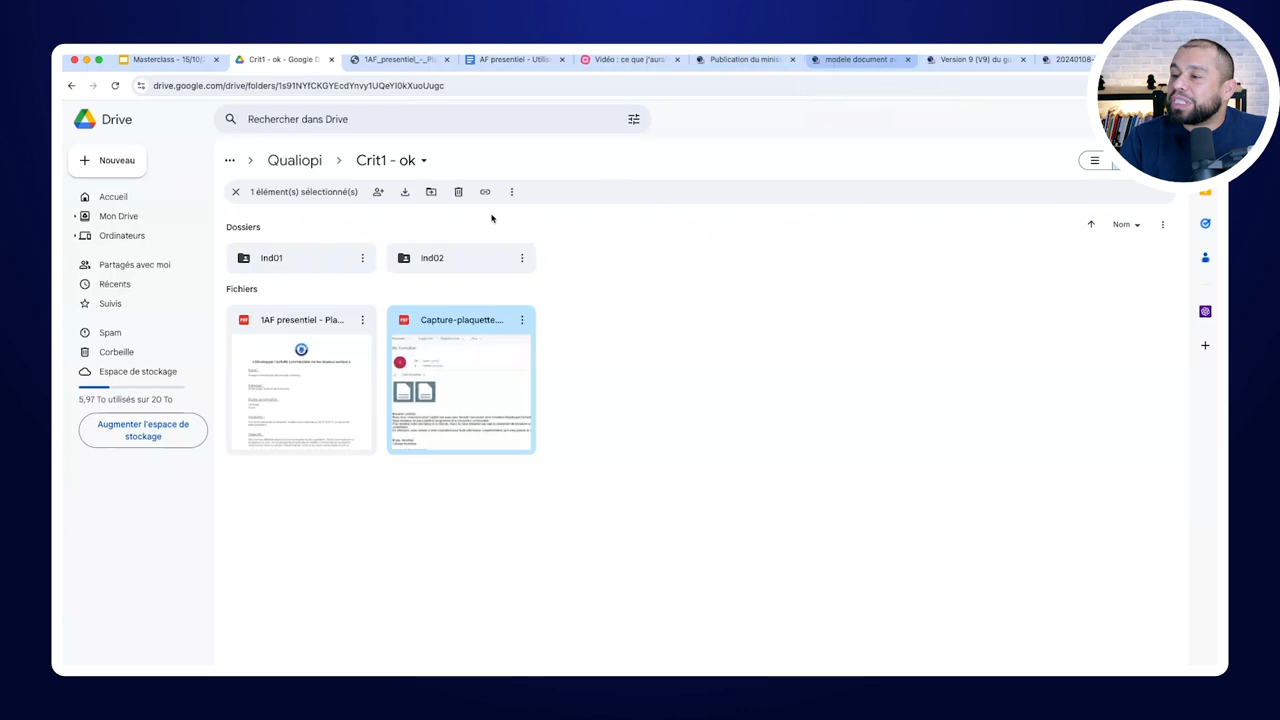 Masterclass - 15/10/
Crit1 - ok - Google D
1AF_presentiel_-_Pl
AF présentiel - Utilis
Vidéo : ce que j'aura
Publication du minis
modele document a
Version 9 (V9) du gu
20240108-
drive.google.com/drive/folders/1s91NYfCKGYEcdYnvy1UQeYI0kXuoUugc
Drive
Rechercher dans Drive
Nouveau
Qualiopi
Crit1 - ok
1 élément(s) sélectionné(s)
Accueil
Mon Drive
Ordinateurs
Partagés avec moi
Récents
Suivis
Spam
Corbeille
Espace de stockage
5,97 To utilisés sur 20 To
Augmenter l'espace de
stockage
Dossiers
Nom
Ind01
Ind02
Fichiers
1AF presentiel - Pla...
Capture-plaquette....